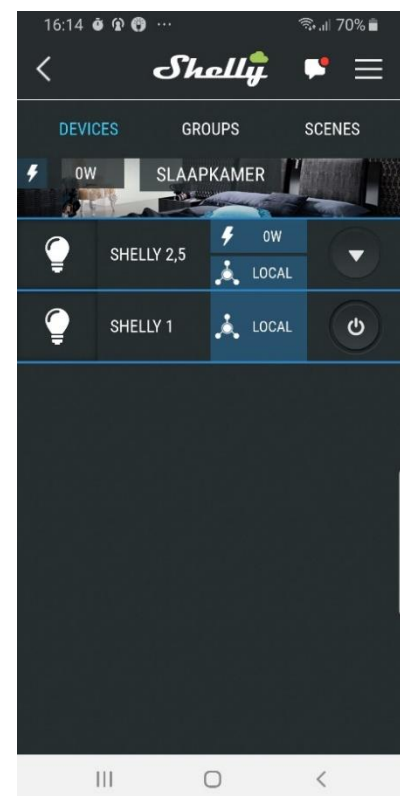 16:14 ... 70%
Shelly
DEVICES GROUPS SCENES
0W SLAAPKAMER
SHELLY 2,5 0W
LOCAL
SHELLY 1 LOCAL